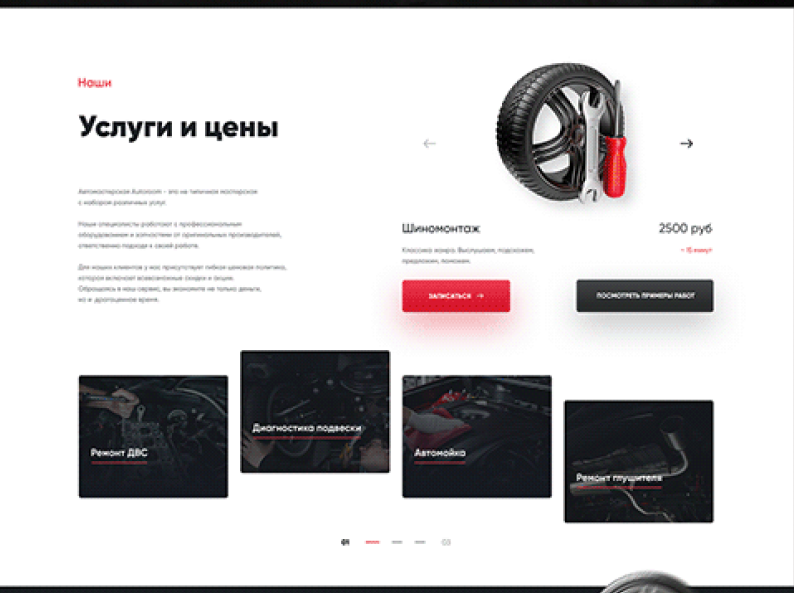 Наши
Услуги и цены
Автомастерская Autoroom - это не типичная мастерская
с набором различных услуг.
Наши специалисты работают с профессиональным
оборудованием и запчастями от оригинальных производителей,
ответственно подходя к своей работе.
Для наших клиентов у нас присутствует гибкая ценовая политика,
которая включает всевозможные скидки и акции.
Обращаясь в наш сервис, вы экономите не только деньги,
но и драгоценное время.
Шиномонтаж
2500 руб
Классика жанра. Выслушаем, подскажем,
предложим, поможем.
~ 15 минут
ЗАПИСАТЬСЯ
ПОСМОТРЕТЬ ПРИМЕРЫ РАБОТ
Ремонт ДВС
Диагностика подвески
Автомойка
Ремонт глушителя
01
03